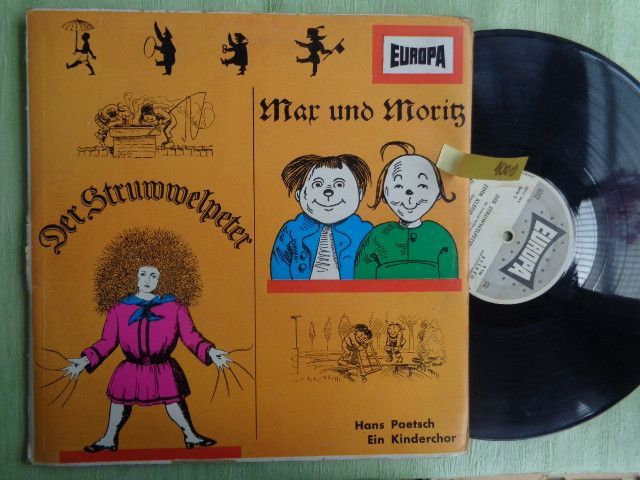 EUROPA
Max und Moritz
Der Struwwelpeter
Hans Paetsch
Ein Kinderchor
EUROPA